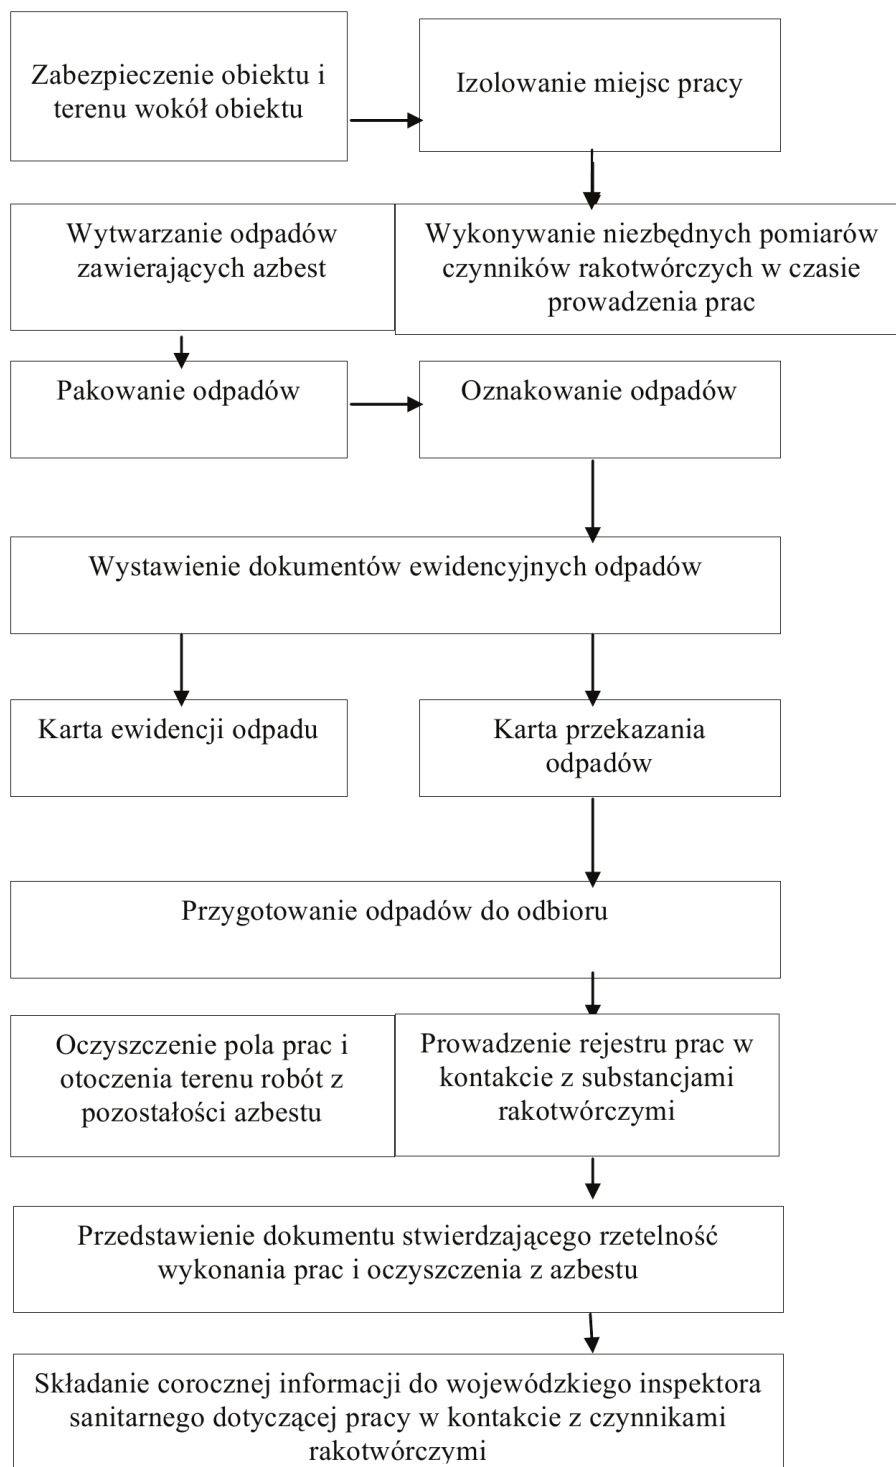 Zabezpieczenie obiektu i
terenu wokół obiektu
Izolowanie miejsc pracy
Wytwarzanie odpadów
zawierających azbest
Wykonywanie niezbędnych pomiarów
czynników rakotwórczych w czasie
prowadzenia prac
Pakowanie odpadów
Oznakowanie odpadów
Wystawienie dokumentów ewidencyjnych odpadów
Karta ewidencji odpadu
Karta przekazania
odpadów
Przygotowanie odpadów do odbioru
Oczyszczenie pola prac i
otoczenia terenu robót z
pozostałości azbestu
Prowadzenie rejestru prac w
kontakcie z substancjami
rakotwórczymi
Przedstawienie dokumentu stwierdzającego rzetelność
wykonania prac i oczyszczenia z azbestu
Składanie corocznej informacji do wojewódzkiego inspektora
sanitarnego dotyczącej pracy w kontakcie z czynnikami
rakotwórczymi